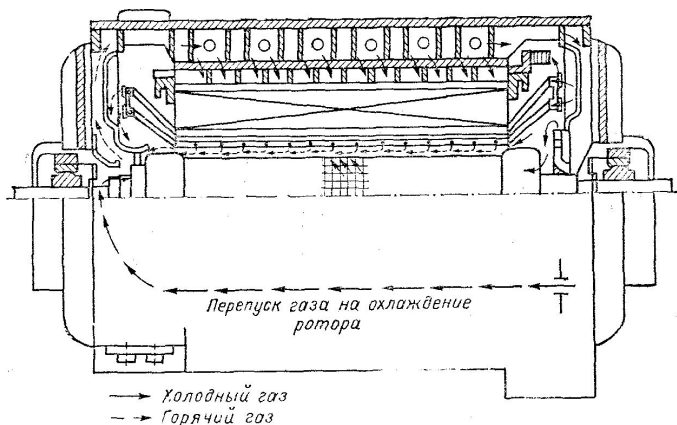 Перепуск газа на охлаждение
ротора
Холодный газ
Горячий газ